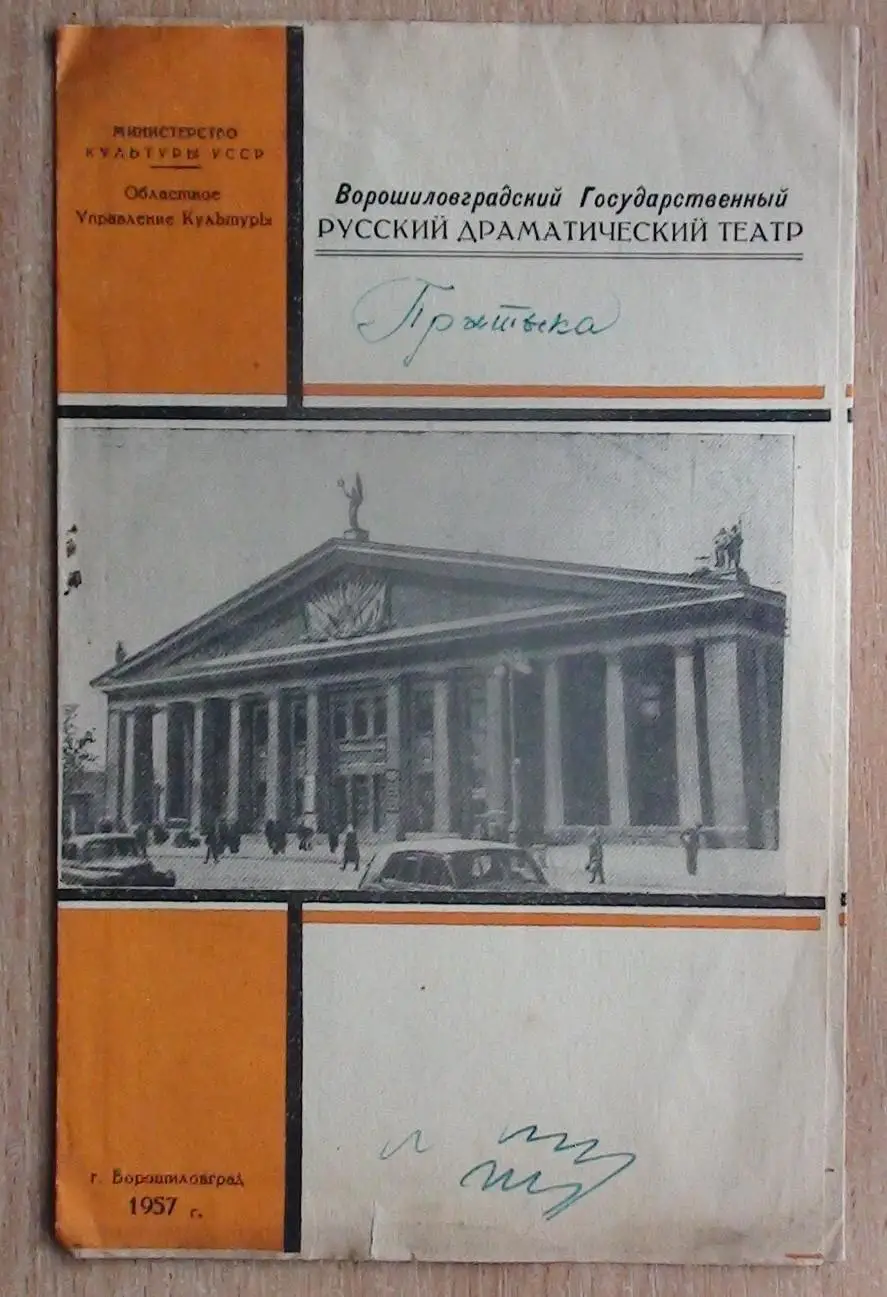 МИНИСТЕРСТВО
КУЛЬТУРЫ УССР
Областное
Управление Культуры
Ворошиловградский Государственный
РУССКИЙ ДРАМАТИЧЕСКИЙ ТЕАТР
Прытыка
г. Ворошиловград
1957 г.